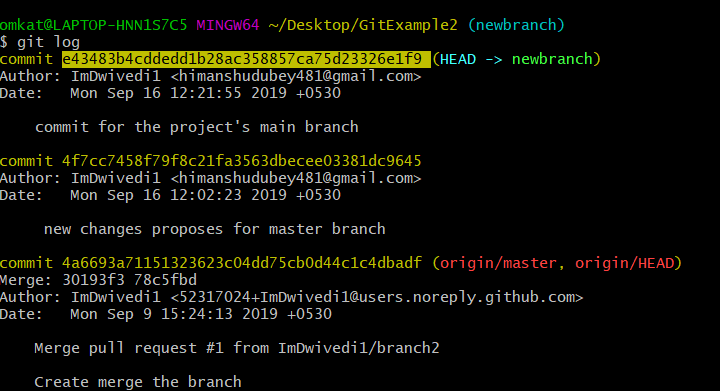 omkat@LAPTOP-HNN1S7C5 MINGW64 ~/Desktop/GitExample2 (newbranch)
$ git log
commit e43483b4cddedd1b28ac358857ca75d23326e1f9 (HEAD -> newbranch)
Author: ImDwivedi1 <himanshudubey481@gmail.com>
Date:   Mon Sep 16 12:21:55 2019 +0530
commit for the project's main branch
commit 4f7cc7458f79f8c21fa3563dbecee03381dc9645
Author: ImDwivedi1 <himanshudubey481@gmail.com>
Date:   Mon Sep 16 12:02:23 2019 +0530
new changes proposes for master branch
commit 4a6693a71151323623c04dd75cb0d44c1c4dbadf (origin/master, origin/HEAD)
Merge: 30193f3 78c5fbd
Author: ImDwivedi1 <52317024+ImDwivedi1@users.noreply.github.com>
Date:   Mon Sep 9 15:24:13 2019 +0530
Merge pull request #1 from ImDwivedi1/branch2
Create merge the branch